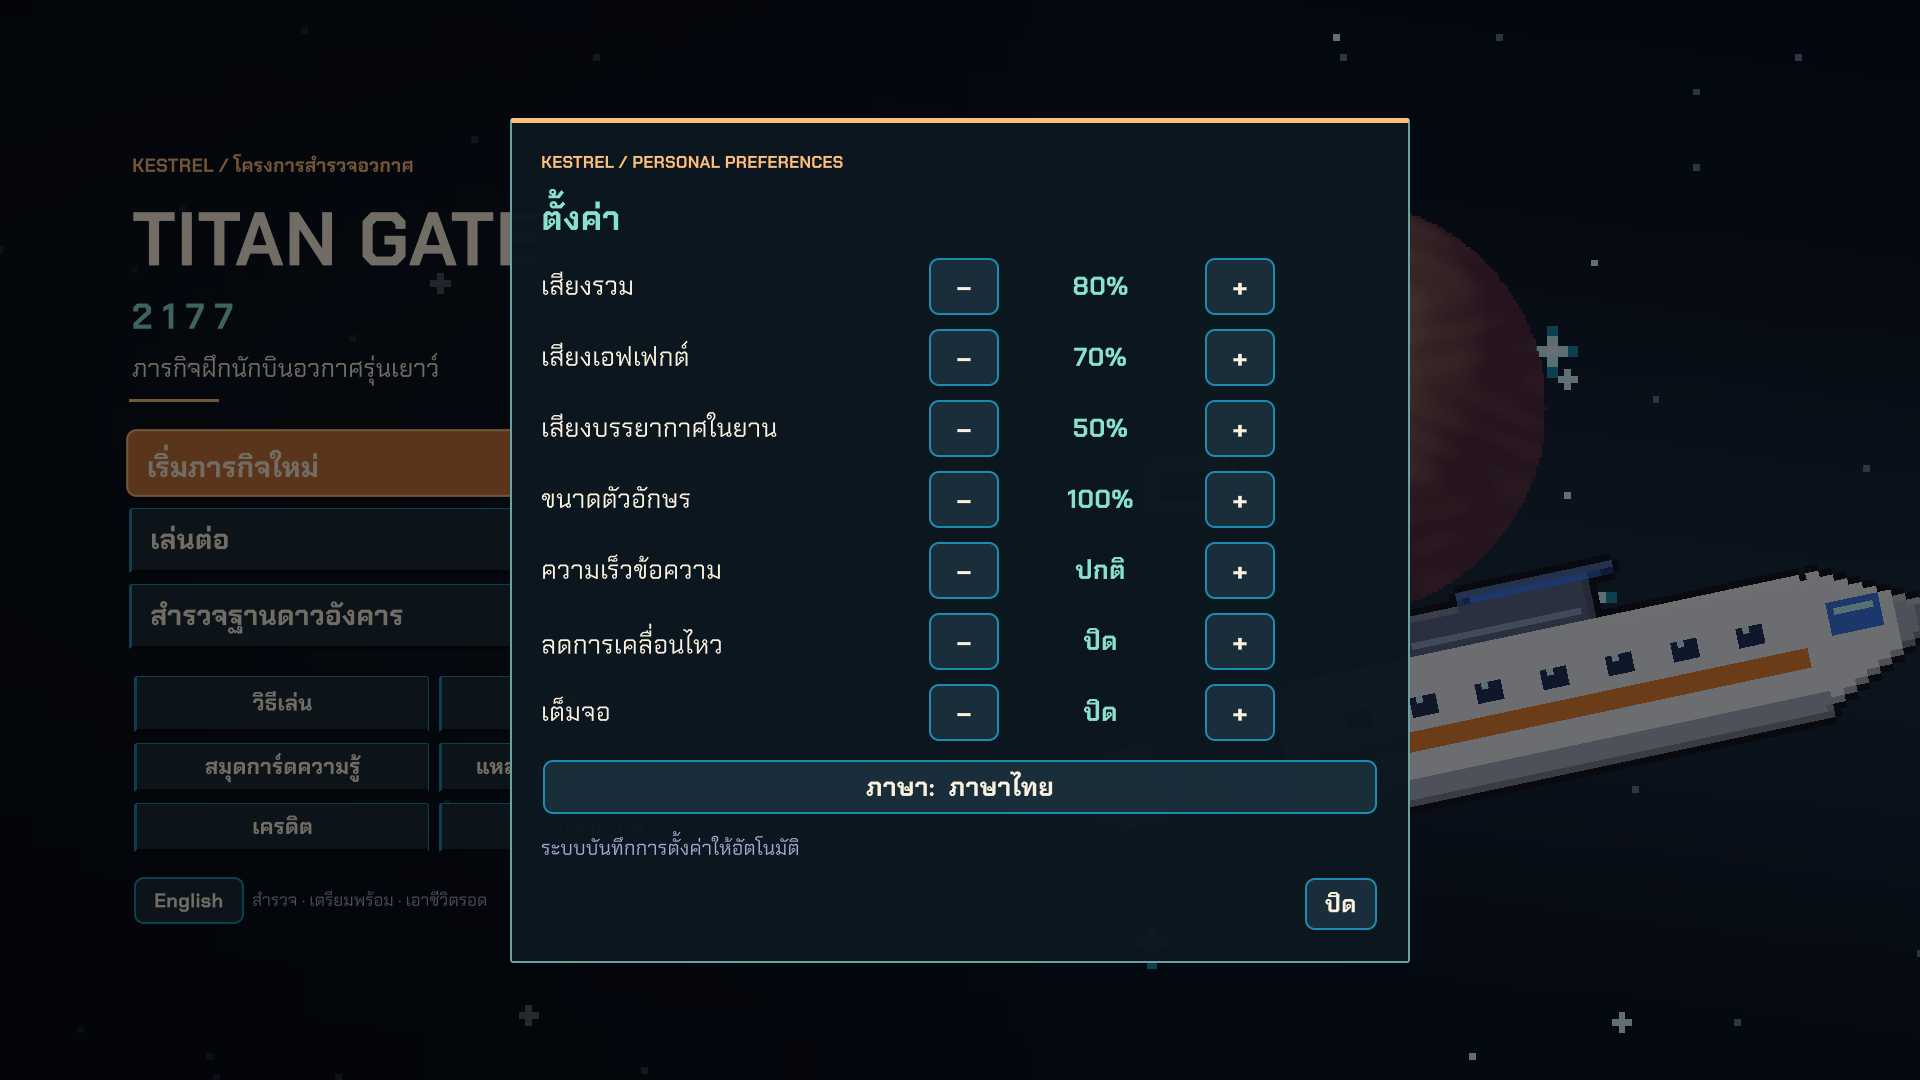 KESTREL / โครงการสำรวจอวกาศ
TITAN GAT
2177
ภารกิจฝึกนักบินอวกาศรุ่นเยาว์
เริ่มภารกิจใหม่
เล่นต่อ
สำรวจฐานดาวอังคาร
วิธีเล่น
สมุดการ์ดความรู้
เครดิต
English สำรวจ · เตรียมพร้อม · เอาชีวิตรอด
KESTREL / PERSONAL PREFERENCES
ตั้งค่า
เสียงรวม – 80% +
เสียงเอฟเฟกต์ – 70% +
เสียงบรรยากาศในยาน – 50% +
ขนาดตัวอักษร – 100% +
ความเร็วข้อความ – ปกติ +
ลดการเคลื่อนไหว – ปิด +
เต็มจอ – ปิด +
ภาษา: ภาษาไทย
ระบบบันทึกการตั้งค่าให้อัตโนมัติ
ปิด